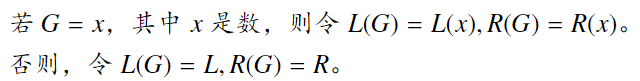 若 G = x，其中 x 是数，则令 L(G) = L(x), R(G) = R(x)。
否则，令 L(G) = L, R(G) = R。